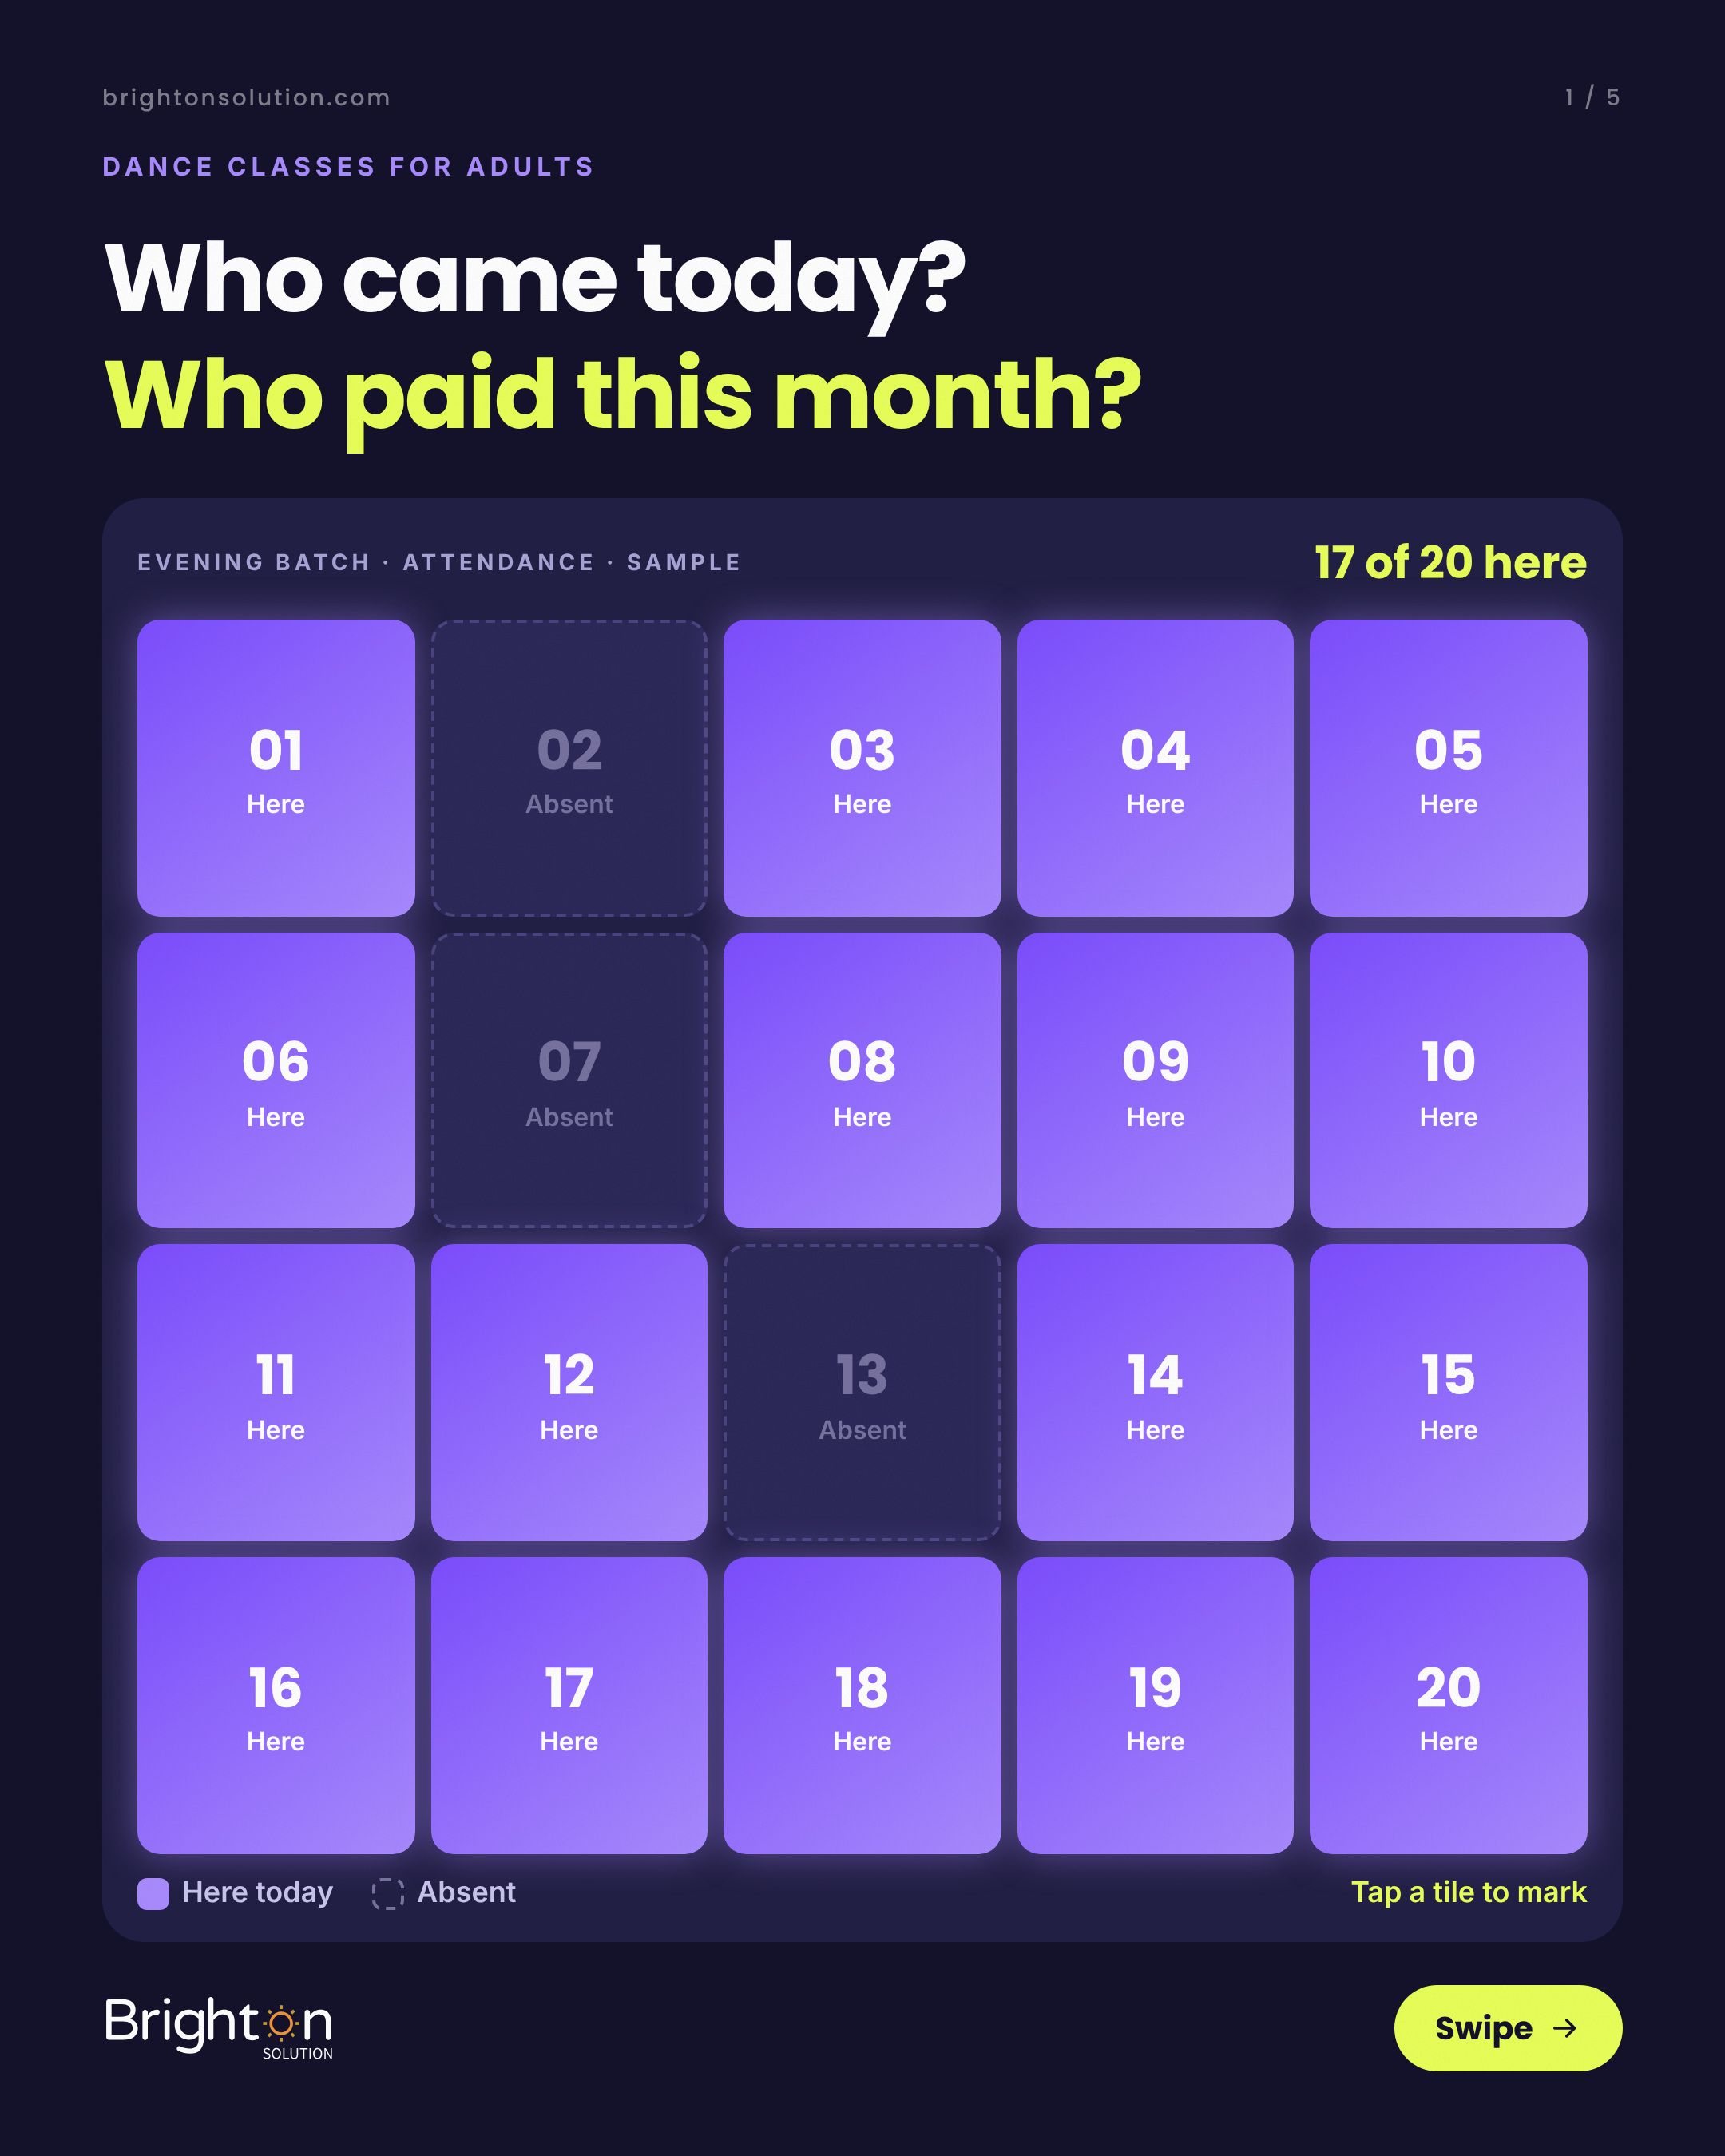 brightonsolution.com
1 / 5
DANCE CLASSES FOR ADULTS
Who came today?
Who paid this month?
EVENING BATCH · ATTENDANCE · SAMPLE
17 of 20 here
01
Here
02
Absent
03
Here
04
Here
05
Here
06
Here
07
Absent
08
Here
09
Here
10
Here
11
Here
12
Here
13
Absent
14
Here
15
Here
16
Here
17
Here
18
Here
19
Here
20
Here
Here today
Absent
Tap a tile to mark
Brighton
SOLUTION
Swipe →